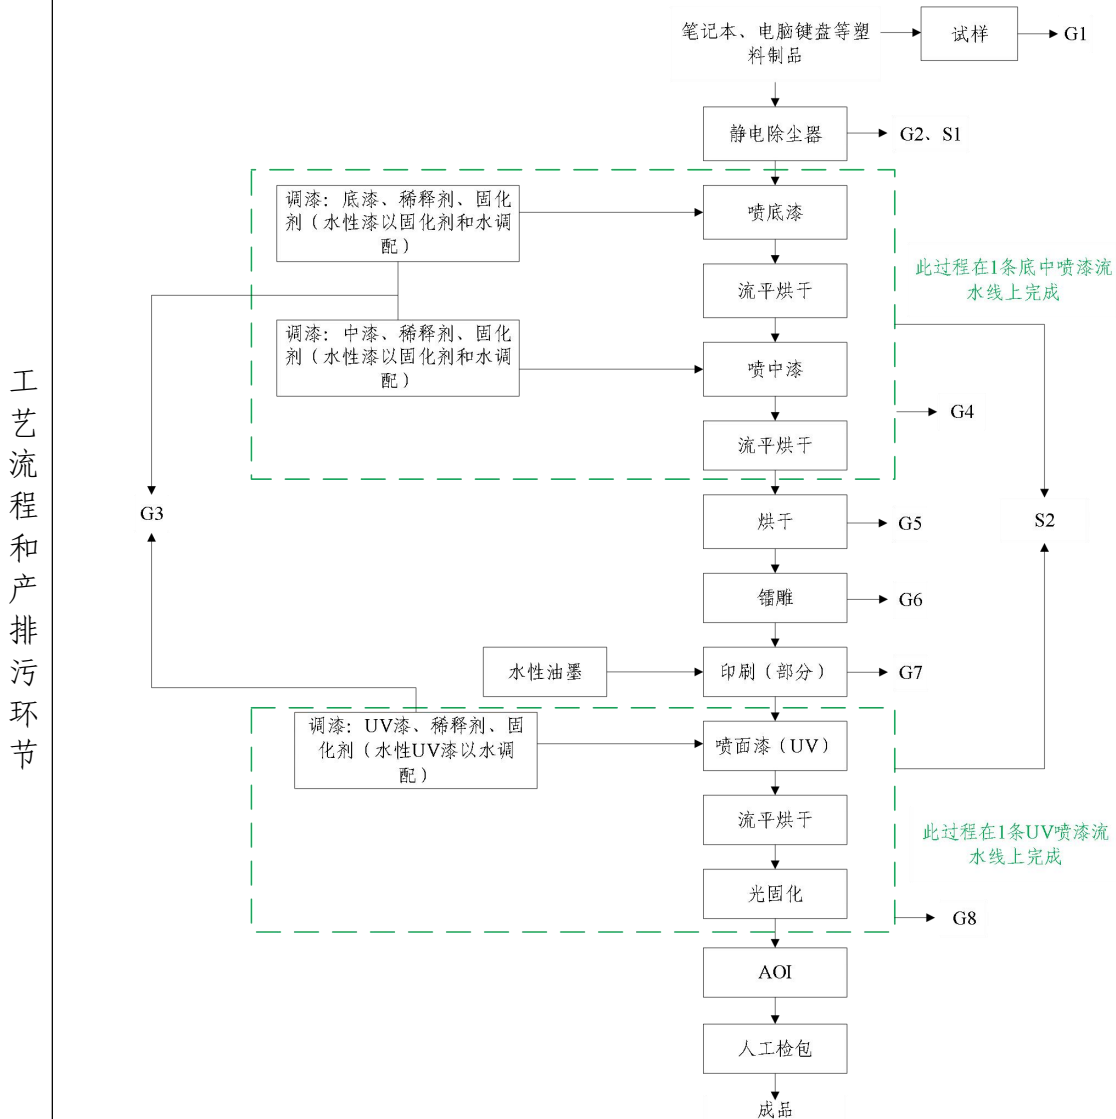 工艺流程和产排污环节
笔记本、电脑键盘等塑
料制品
试样
G1
静电除尘器
G2、S1
调漆：底漆、稀释剂、固化
剂（水性漆以固化剂和水调
配）
喷底漆
此过程在1条底中喷漆流
水线上完成
流平烘干
调漆：中漆、稀释剂、固化
剂（水性漆以固化剂和水调
配）
喷中漆
G4
流平烘干
G3
烘干
G5
S2
镭雕
G6
水性油墨
印刷（部分）
G7
调漆：UV漆、稀释剂、固
化剂（水性UV漆以水调
配）
喷面漆（UV）
流平烘干
此过程在1条UV喷漆流
水线上完成
光固化
G8
AOI
人工检包
成品